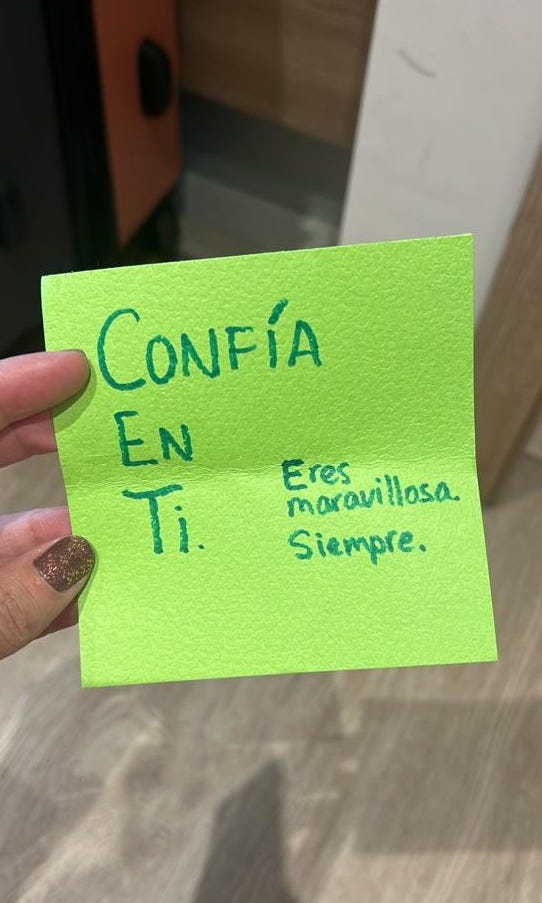 CONFÍA
EN
Ti.
Eres
maravillosa.
Siempre.